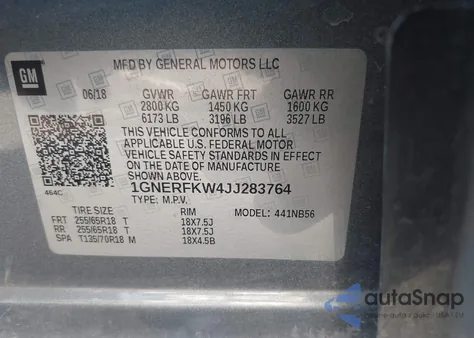 GM
MFD BY GENERAL MOTORS LLC
06/18 GVWR GAWR FRT GAWR RR
2800 KG 1450 KG 1600 KG
6173 LB 3196 LB 3527 LB
THIS VEHICLE CONFORMS TO ALL
APPLICABLE U.S. FEDERAL MOTOR
VEHICLE SAFETY STANDARDS IN EFFECT
ON THE DATE OF MANUFACTURE
SHOWN ABOVE.
1GNERFKW4JJ283764
TYPE: M.P.V.
TIRE SIZE RIM MODEL: 441NB56
FRT 255/65R18 T 18X7.5J
RR 255/65R18 T 18X7.5J
SPA T135/70R18 M 18X4.5B
autoSnap